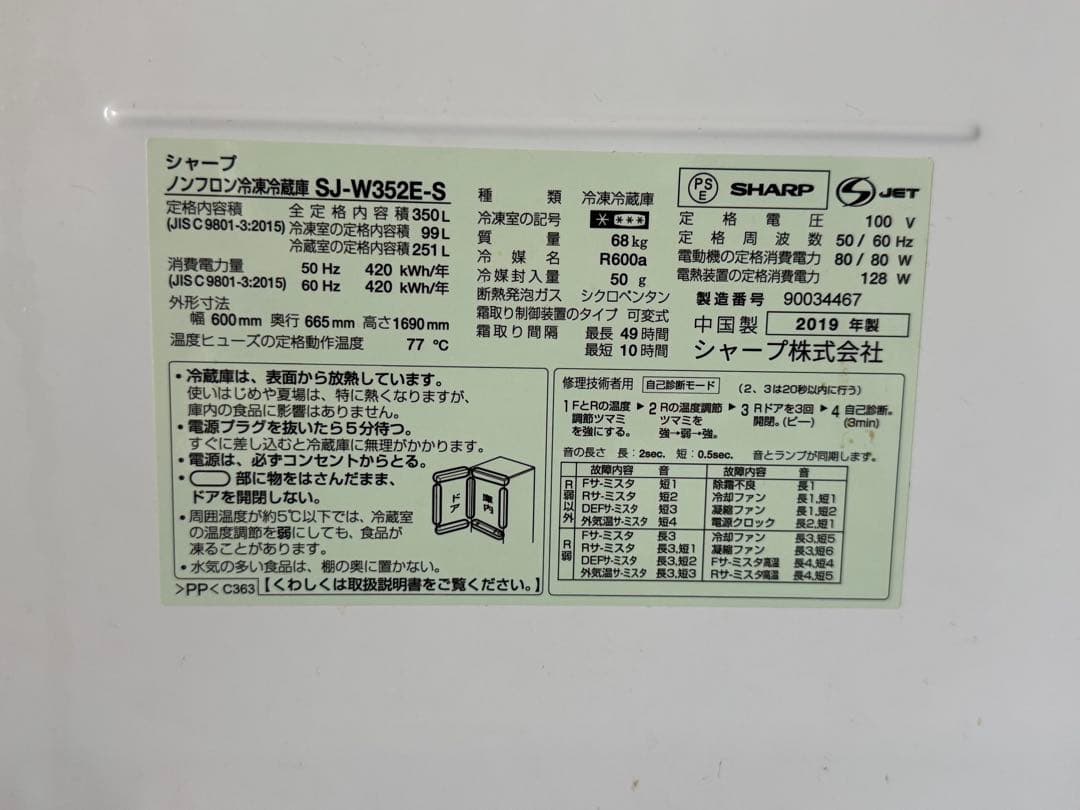 シャープ
ノンフロン冷凍冷蔵庫 SJ-W352E-S
定格内容積 全定格内容積 350 L
(JIS C 9801-3:2015) 冷凍室の定格内容積 99 L
冷蔵室の定格内容積 251 L
消費電力量 50 Hz 420 kWh/年
(JIS C 9801-3:2015) 60 Hz 420 kWh/年
外形寸法
幅 600mm 奥行 665mm 高さ1690mm
温度ヒューズの定格動作温度 77 ℃
種類 冷凍冷蔵庫
冷凍室の記号
質量 68kg
冷媒名 R600a
冷媒封入量 50 g
断熱発泡ガス シクロペンタン
霜取り制御装置のタイプ 可変式
霜取り間隔 最長 49時間
最短 10時間
PS E SHARP S JET
定格電圧 100 V
定格周波数 50 / 60 Hz
電動機の定格消費電力 80 / 80 W
電熱装置の定格消費電力 128 W
製造番号 90034467
中国製 2019 年製
シャープ株式会社
・冷蔵庫は、表面から放熱しています。
使いはじめや夏場は、特に熱くなりますが、
庫内の食品に影響はありません。
・電源プラグを抜いたら5分待つ。
すぐに差し込むと冷蔵庫に無理がかかります。
・電源は、必ずコンセントからとる。
・ 部に物をはさんだまま、
ドアを開閉しない。
・周囲温度が約5℃以下では、冷蔵室
の温度調節を弱にしても、食品が
凍ることがあります。
・水気の多い食品は、棚の奥に置かない。
ドア 庫内
>PP< C363 【くわしくは取扱説明書をご覧ください。】
修理技術者用 自己診断モード (2、3は20秒以内に行う)
1 FとRの温度調節ツマミを強にする。 ▶ 2 Rの温度調節ツマミを強→弱→強。 ▶ 3 Rドアを3回開閉。(ピー) ▶ 4 自己診断。(3min)
音の長さ 長：2sec. 短：0.5sec. 音とランプが同期します。
故障内容 音 故障内容 音
R弱以外 Fサ-ミスタ 短1 除霜不良 長1
Rサ-ミスタ 短2 冷却ファン 長1,短1
DEFサ-ミスタ 短3 凝縮ファン 長1,短2
外気温サ-ミスタ 短4 電源クロック 長2,短1
R弱 Fサ-ミスタ 長3 冷却ファン 長3,短5
Rサ-ミスタ 長3,短1 凝縮ファン 長3,短6
DEFサ-ミスタ 長3,短2 Fサ-ミスタ高温 長4,短4
外気温サ-ミスタ 長3,短3 Rサ-ミスタ高温 長4,短5